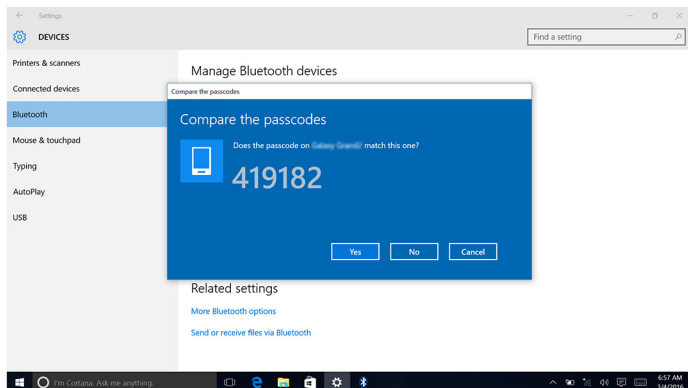 Settings
DEVICES
Find a setting
Printers & scanners
Connected devices
Bluetooth
Mouse & touchpad
Typing
AutoPlay
USB
Manage Bluetooth devices
Compare the passcodes
Compare the passcodes
Does the passcode on Galaxy Grand2 match this one?
419182
Yes
No
Cancel
Related settings
More Bluetooth options
Send or receive files via Bluetooth
I'm Cortana. Ask me anything.
6:57 AM
3/4/2016